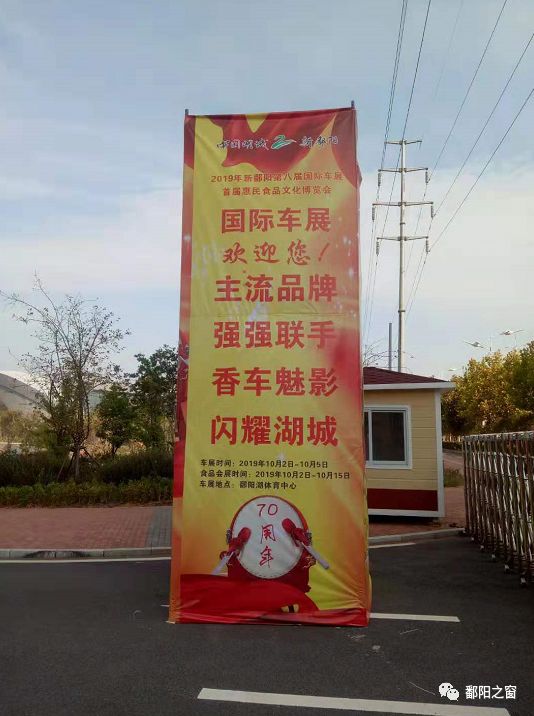 中国湖城 新鄱阳
2019年新鄱阳第八届国际车展
首届惠民食品文化博览会
国际车展
欢迎您！
主流品牌
强强联手
香车魅影
闪耀湖城
车展时间：2019年10月2日-10月5日
食品会展时间：2019年10月2日-10月15日
车展地点：鄱阳湖体育中心
70
周年
鄱阳之窗